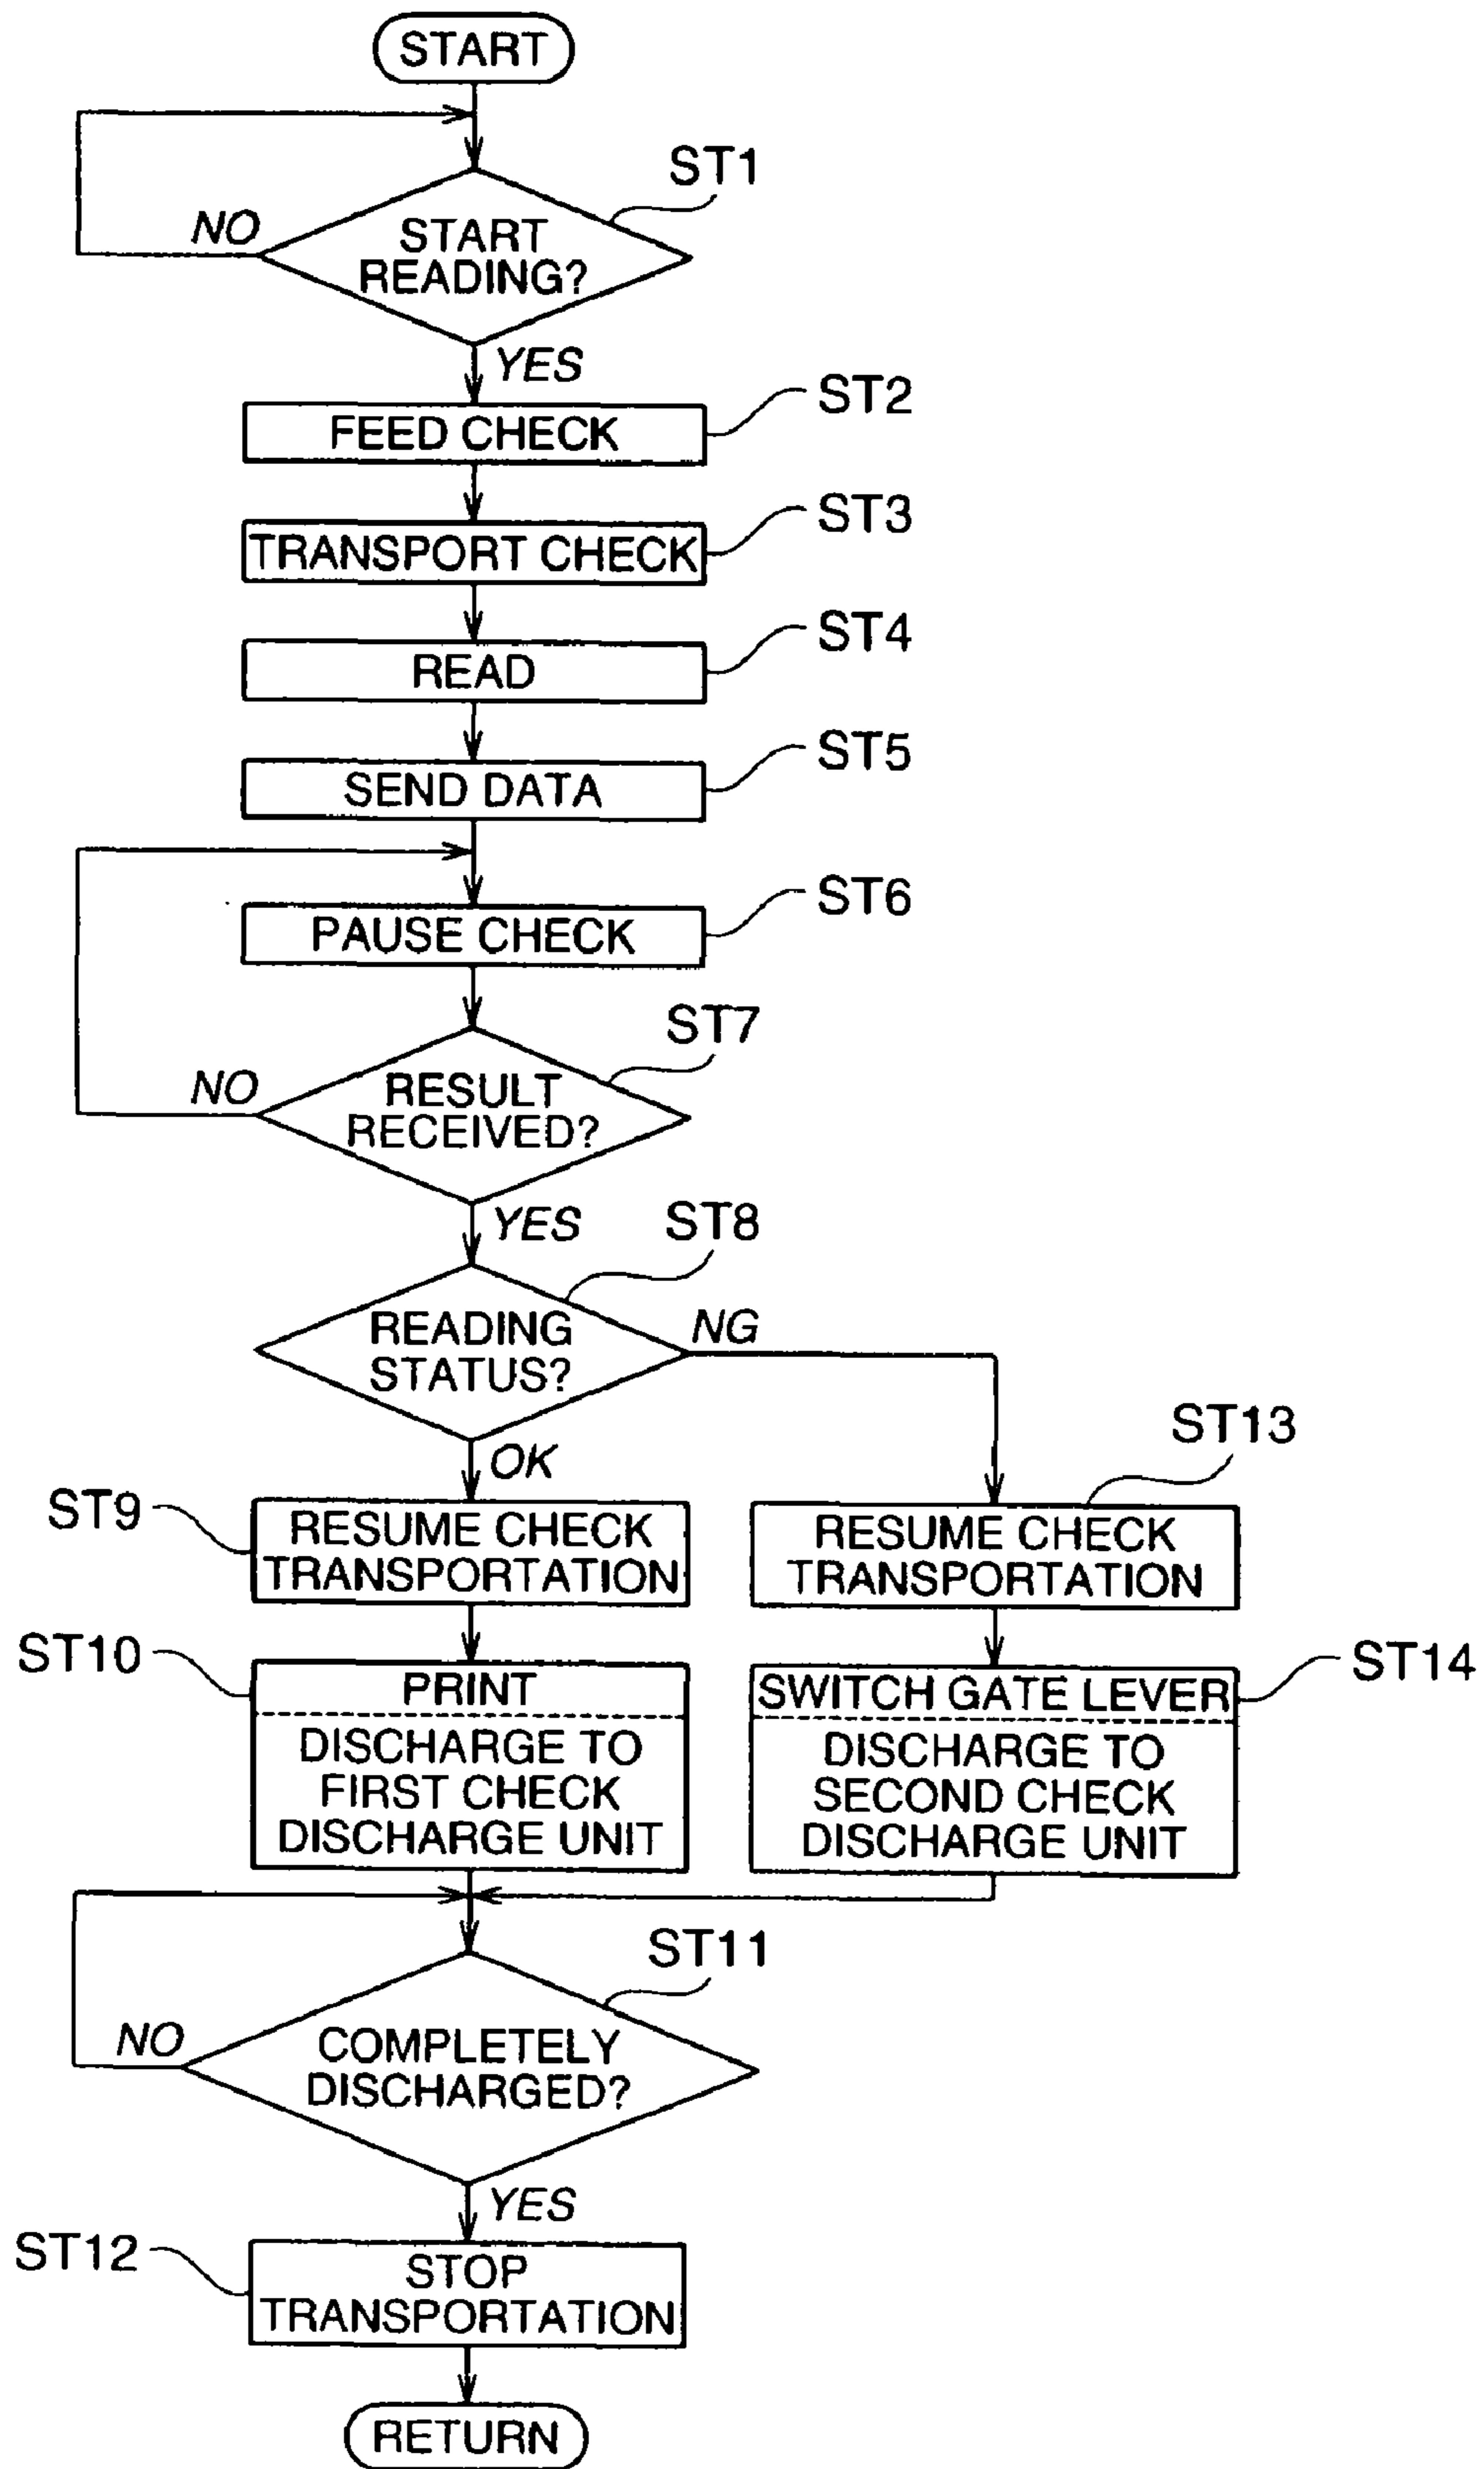 START
ST1
NO
START
READING?
YES
ST2
FEED CHECK
ST3
TRANSPORT CHECK
ST4
READ
ST5
SEND DATA
ST6
PAUSE CHECK
ST7
NO
RESULT
RECEIVED?
YES
ST8
READING
STATUS?
NG
OK
ST13
ST9
RESUME CHECK
TRANSPORTATION
RESUME CHECK
TRANSPORTATION
ST10
PRINT
DISCHARGE TO
FIRST CHECK
DISCHARGE UNIT
ST14
SWITCH GATE LEVER
DISCHARGE TO
SECOND CHECK
DISCHARGE UNIT
ST11
NO
COMPLETELY
DISCHARGED?
YES
ST12
STOP
TRANSPORTATION
RETURN